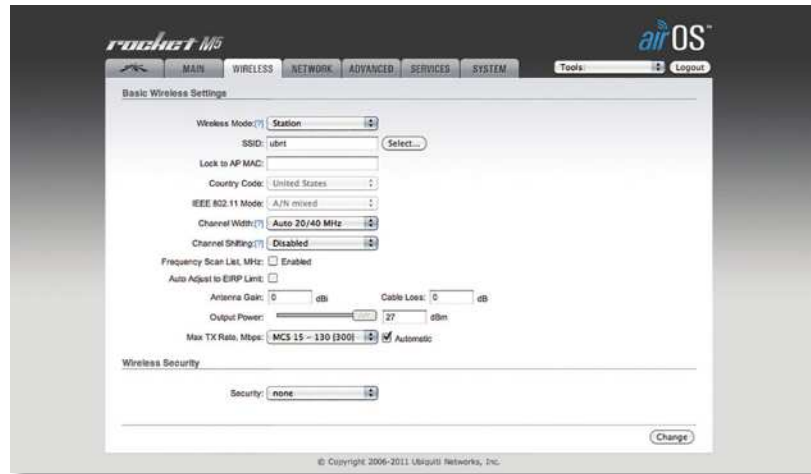 rocket M5
airOS™
MAIN WIRELESS NETWORK ADVANCED SERVICES SYSTEM Tools: Logout
Basic Wireless Settings
Wireless Mode:[?] Station
SSID: ubnt Select...
Lock to AP MAC:
Country Code: United States
IEEE 802.11 Mode: A/N mixed
Channel Width:[?] Auto 20/40 MHz
Channel Shifting:[?] Disabled
Frequency Scan List, MHz: Enabled
Auto Adjust to EIRP Limit:
Antenna Gain: 0 dBi Cable Loss: 0 dB
Output Power: 27 dBm
Max TX Rate, Mbps: MCS 15 - 130 [300] Automatic
Wireless Security
Security: none
Change
© Copyright 2006-2011 Ubiquiti Networks, Inc.